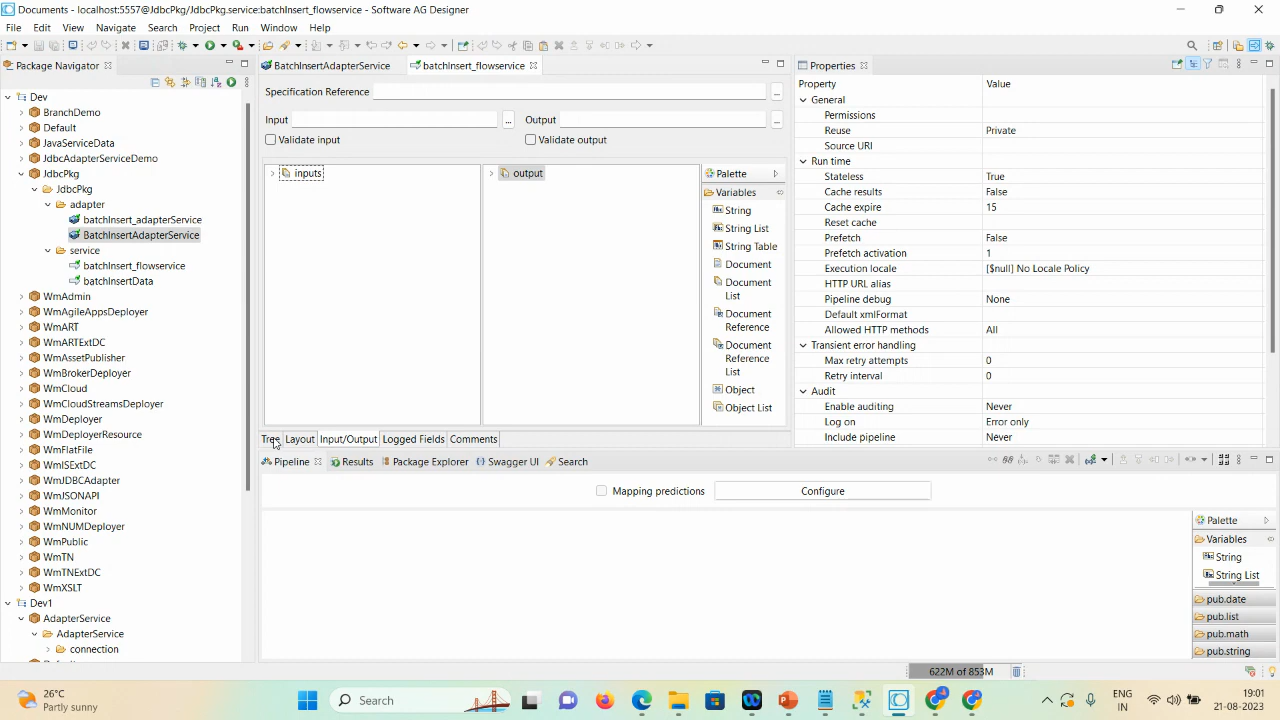 Documents - localhost:5557@JdbcPkg/JdbcPkg.service:batchInsert_flowservice - Software AG Designer
File Edit View Navigate Search Project Run Window Help
Package Navigator
Dev
BranchDemo
Default
JavaServiceData
JdbcAdapterServiceDemo
JdbcPkg
JdbcPkg
adapter
batchInsert_adapterService
BatchInsertAdapterService
service
batchInsert_flowservice
batchInsertData
WmAdmin
WmAgileAppsDeployer
WmART
WmARTExtDC
WmAssetPublisher
WmBrokerDeployer
WmCloud
WmCloudStreamsDeployer
WmDeployer
WmDeployerResource
WmFlatFile
WmISExtDC
WmJDBCAdapter
WmJSONAPI
WmMonitor
WmNUMDeployer
WmPublic
WmTN
WmTNExtDC
WmXSLT
Dev1
AdapterService
AdapterService
connection
BatchInsertAdapterService batchInsert_flowservice
Specification Reference ...
Input ... Output ...
Validate input Validate output
inputs output
Palette
Variables
String
String List
String Table
Document
Document
List
Document
Reference
Document
Reference
List
Object
Object List
Tree Layout Input/Output Logged Fields Comments
Properties
Property Value
General
Permissions
Reuse Private
Source URI
Run time
Stateless True
Cache results False
Cache expire 15
Reset cache
Prefetch False
Prefetch activation 1
Execution locale [$null] No Locale Policy
HTTP URL alias
Pipeline debug None
Default xmlFormat
Allowed HTTP methods All
Transient error handling
Max retry attempts 0
Retry interval 0
Audit
Enable auditing Never
Log on Error only
Include pipeline Never
Pipeline Results Package Explorer Swagger UI Search
Mapping predictions Configure
Palette
Variables
String
String List
pub.date
pub.list
pub.math
pub.string
622M of 853M
26°C
Partly sunny
Search
ENG
IN
19:01
21-08-2023